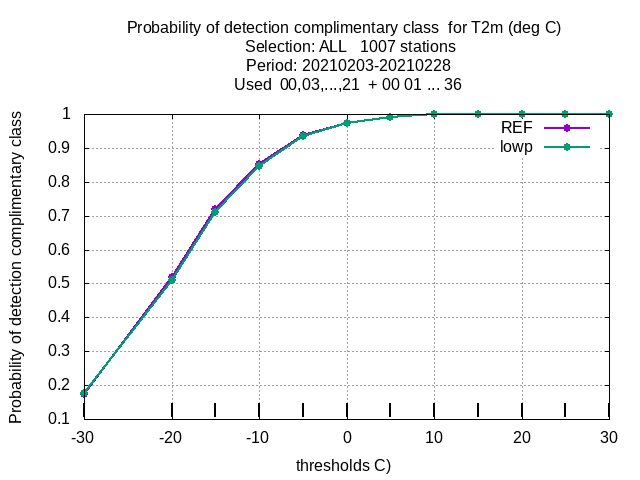 Probability of detection complimentary class  for T2m (deg C)
Selection: ALL   1007 stations
Period: 20210203-20210228
Used  00,03,...,21  + 00 01 ... 36
Probability of detection complimentary class
1
0.9
0.8
0.7
0.6
0.5
0.4
0.3
0.2
0.1
REF
lowp
-30
-20
-10
0
10
20
30
thresholds C)